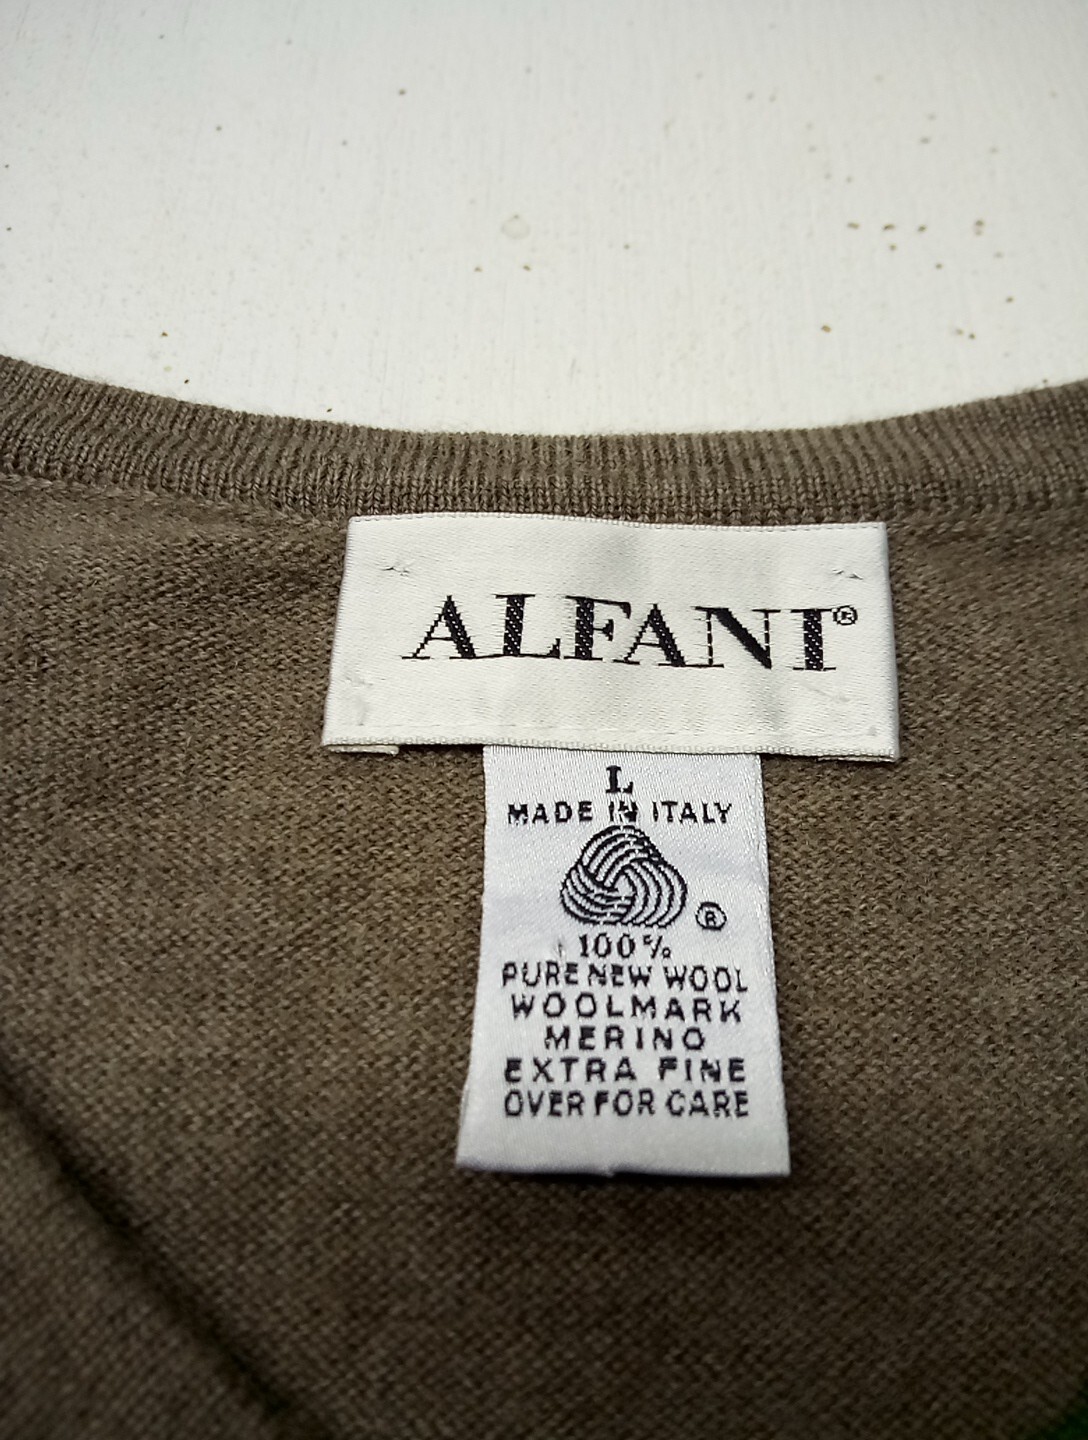 ALFANI®
L
MADE IN ITALY
®
100%
PURE NEW WOOL
WOOLMARK
MERINO
EXTRA FINE
OVER FOR CARE